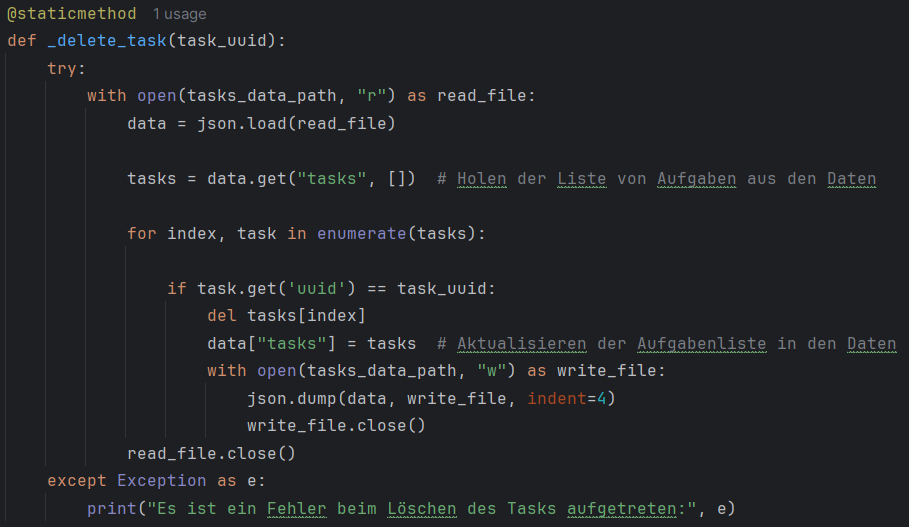 @staticmethod 1 usage
def _delete_task(task_uuid):
try:
with open(tasks_data_path, "r") as read_file:
data = json.load(read_file)
tasks = data.get("tasks", [])  # Holen der Liste von Aufgaben aus den Daten
for index, task in enumerate(tasks):
if task.get('uuid') == task_uuid:
del tasks[index]
data["tasks"] = tasks  # Aktualisieren der Aufgabenliste in den Daten
with open(tasks_data_path, "w") as write_file:
json.dump(data, write_file, indent=4)
write_file.close()
read_file.close()
except Exception as e:
print("Es ist ein Fehler beim Löschen des Tasks aufgetreten:", e)